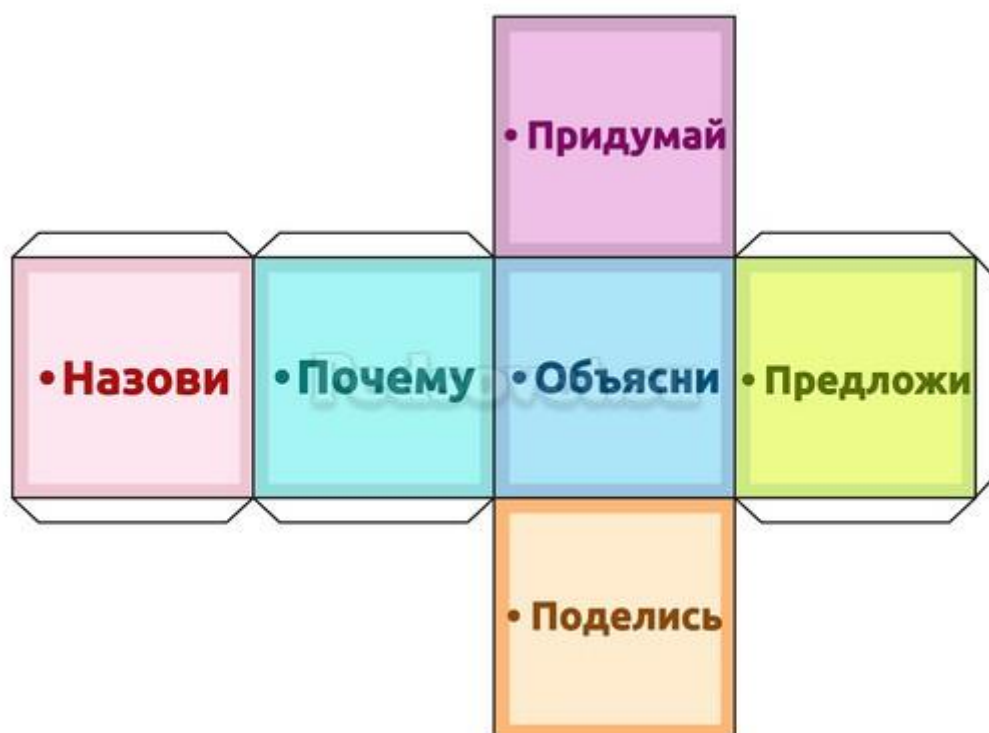 • Придумай
• Назови
• Почему
• Объясни
• Предложи
• Поделись